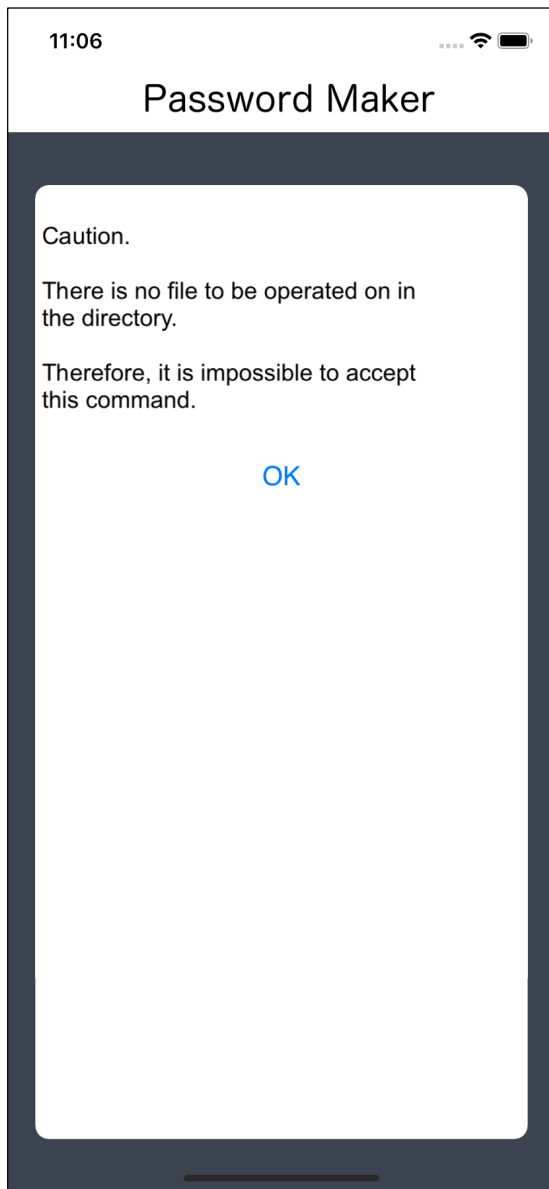 11:06
Password Maker
Caution.
There is no file to be operated on in
the directory.
Therefore, it is impossible to accept
this command.
OK